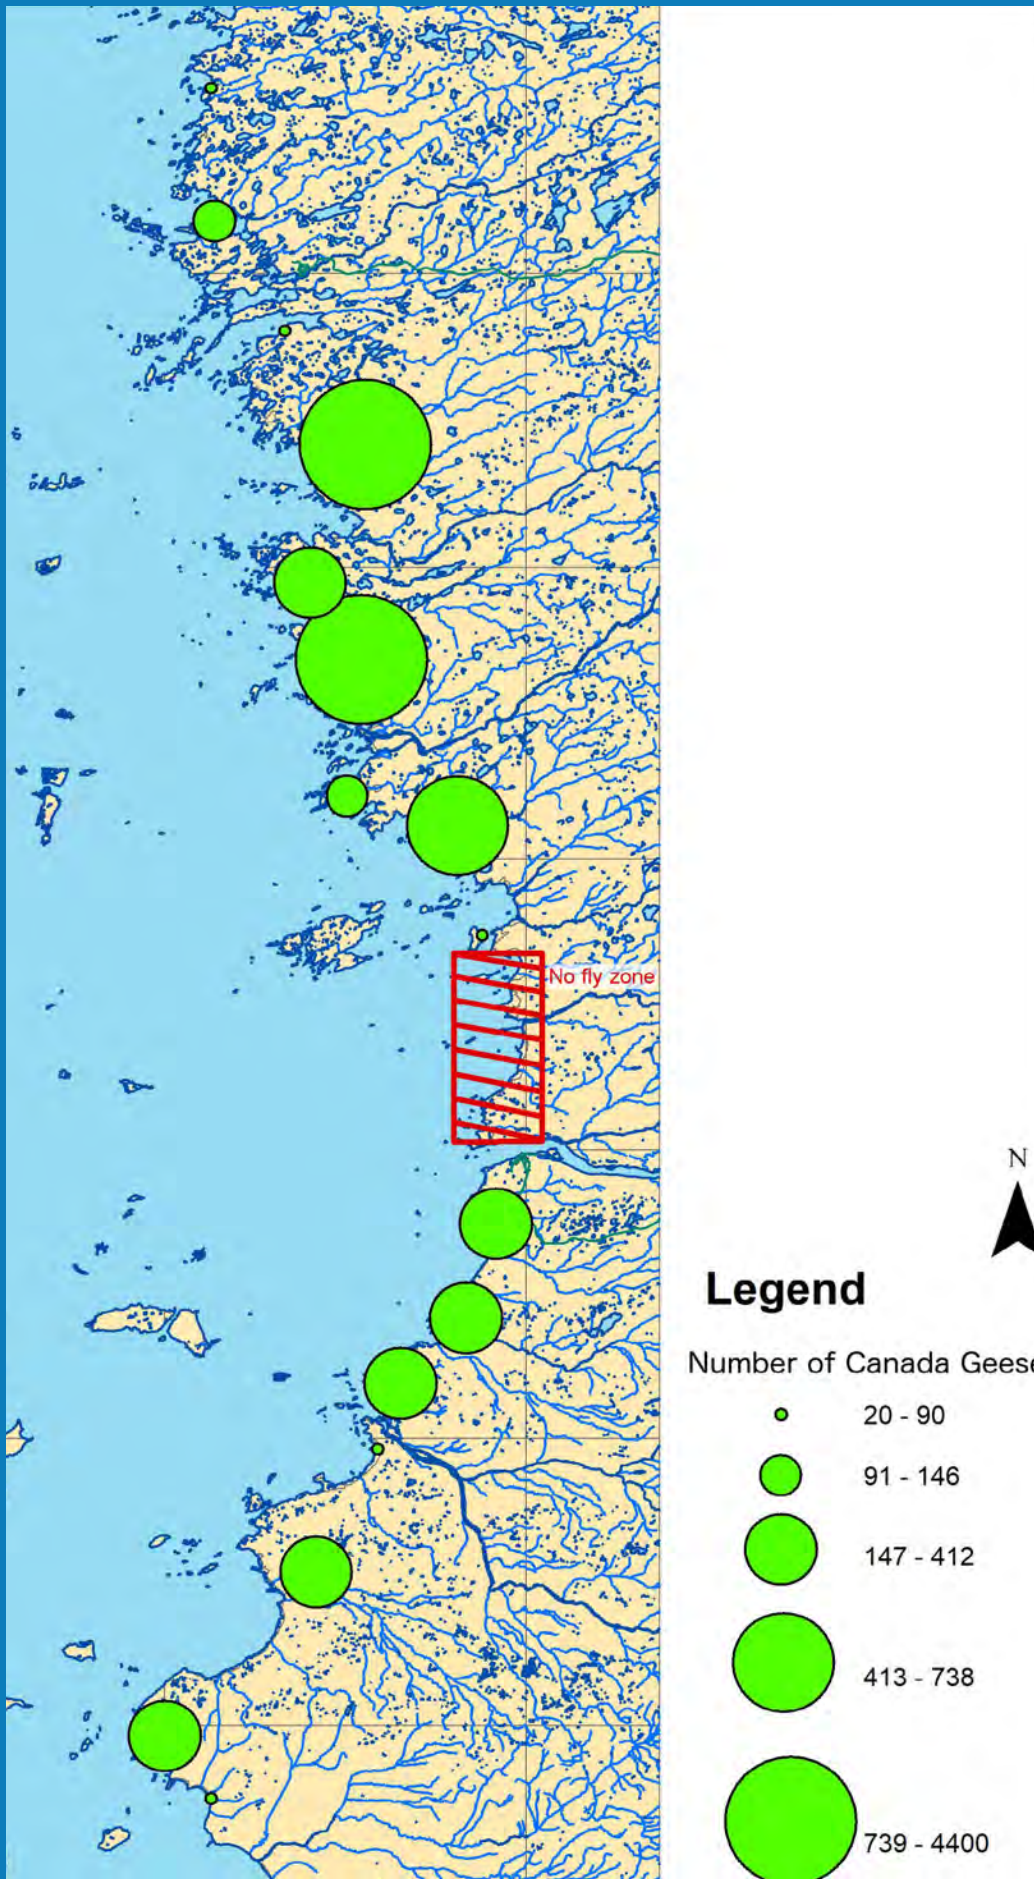 No fly zone
N
Legend
Number of Canada Geese
20 - 90
91 - 146
147 - 412
413 - 738
739 - 4400